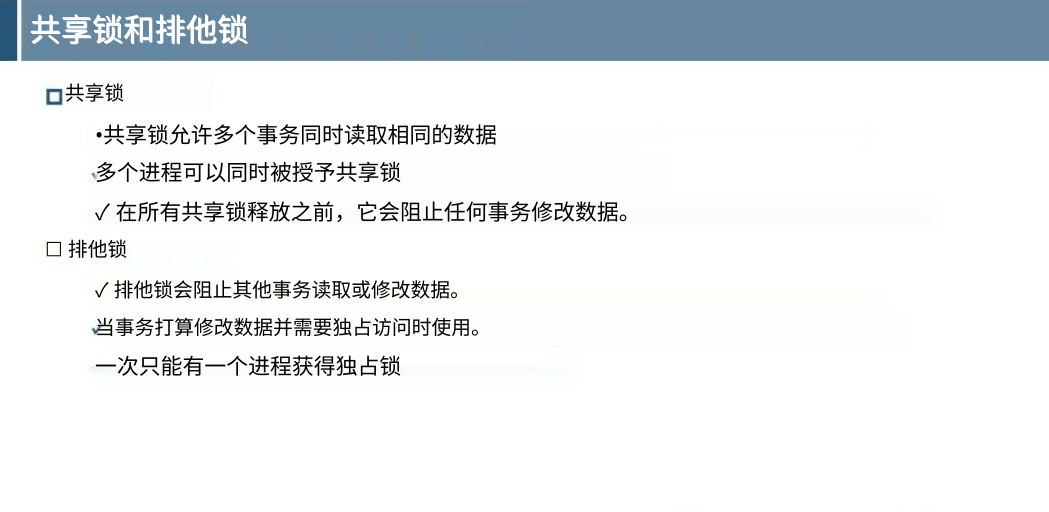 共享锁和排他锁
共享锁
•共享锁允许多个事务同时读取相同的数据
多个进程可以同时被授予共享锁
✓ 在所有共享锁释放之前，它会阻止任何事务修改数据。
☐ 排他锁
✓ 排他锁会阻止其他事务读取或修改数据。
当事务打算修改数据并需要独占访问时使用。
一次只能有一个进程获得独占锁